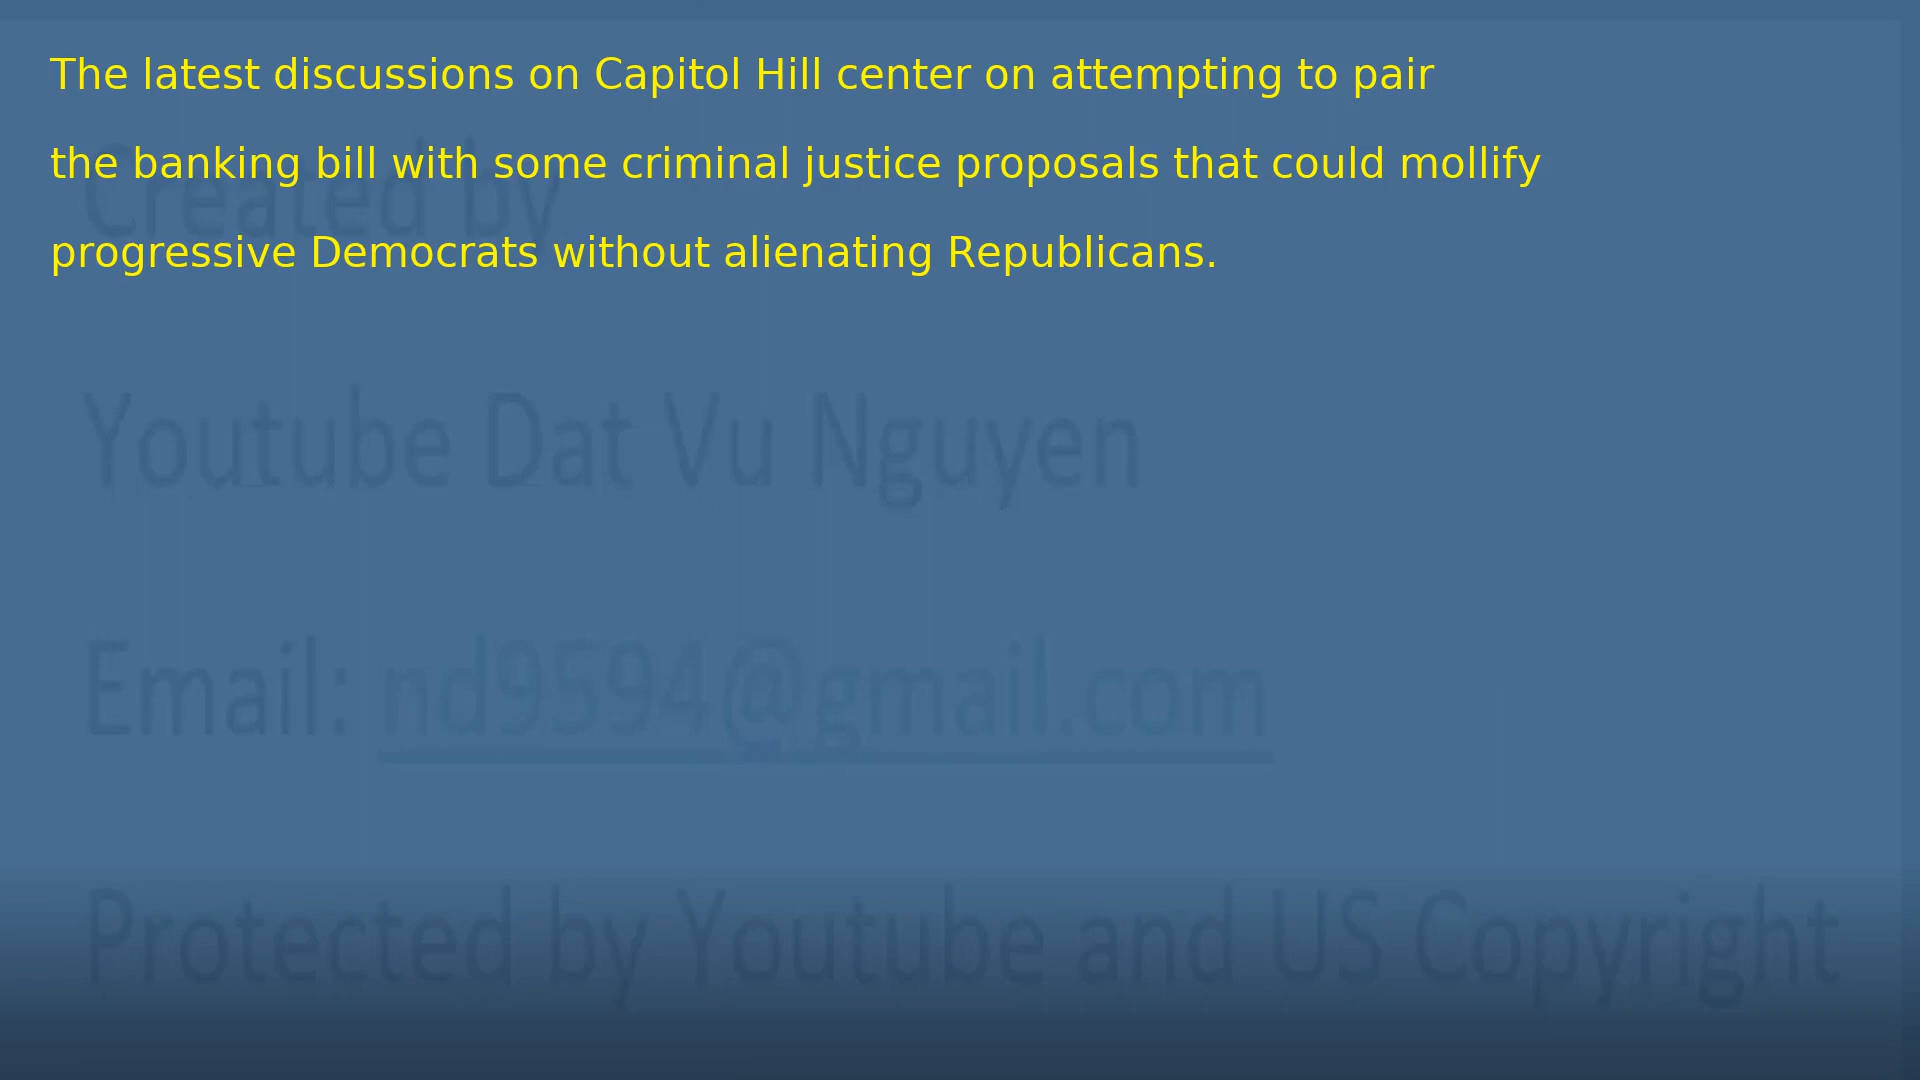 The latest discussions on Capitol Hill center on attempting to pair
the banking bill with some criminal justice proposals that could mollify
progressive Democrats without alienating Republicans.
Created by
Youtube Dat Vu Nguyen
Email: nd9594@gmail.com
Protected by Youtube and US Copyright